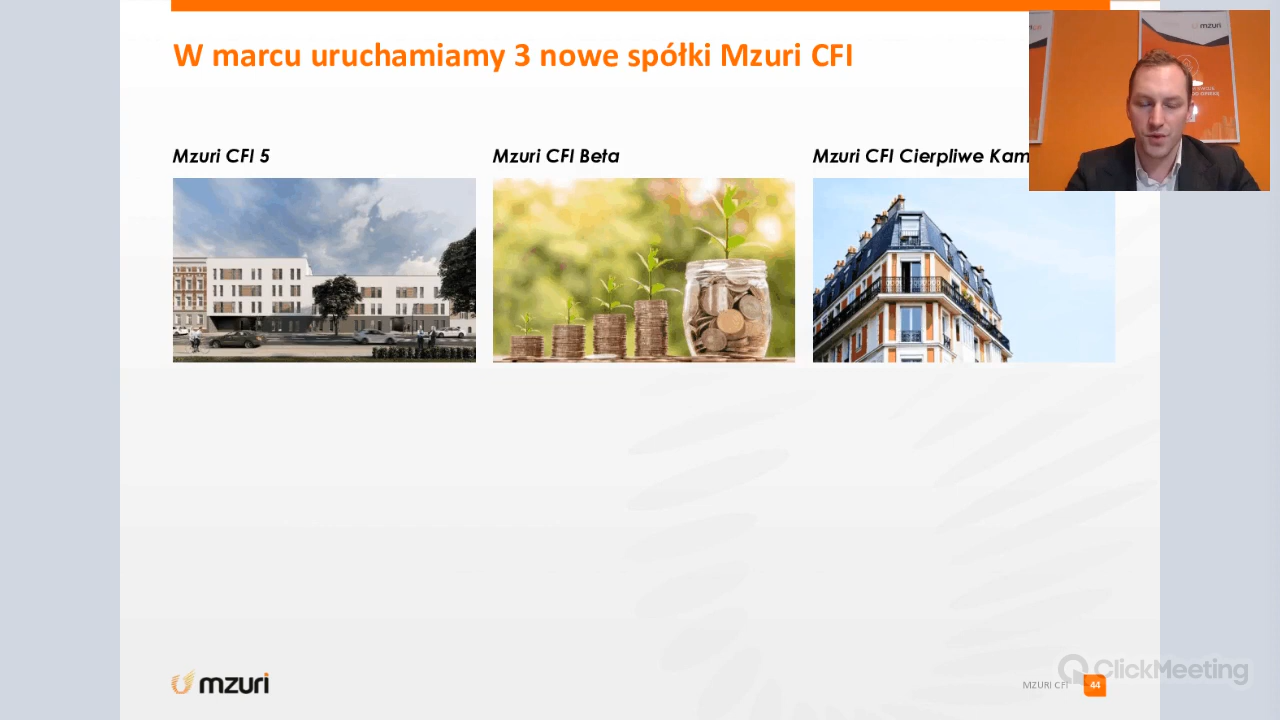 W marcu uruchamiamy 3 nowe spółki Mzuri CFI
mzuri
Mzuri CFI 5
Mzuri CFI Beta
Mzuri CFI Cierpliwe Kam
mzuri
MZURI CFI
44
ClickMeeting